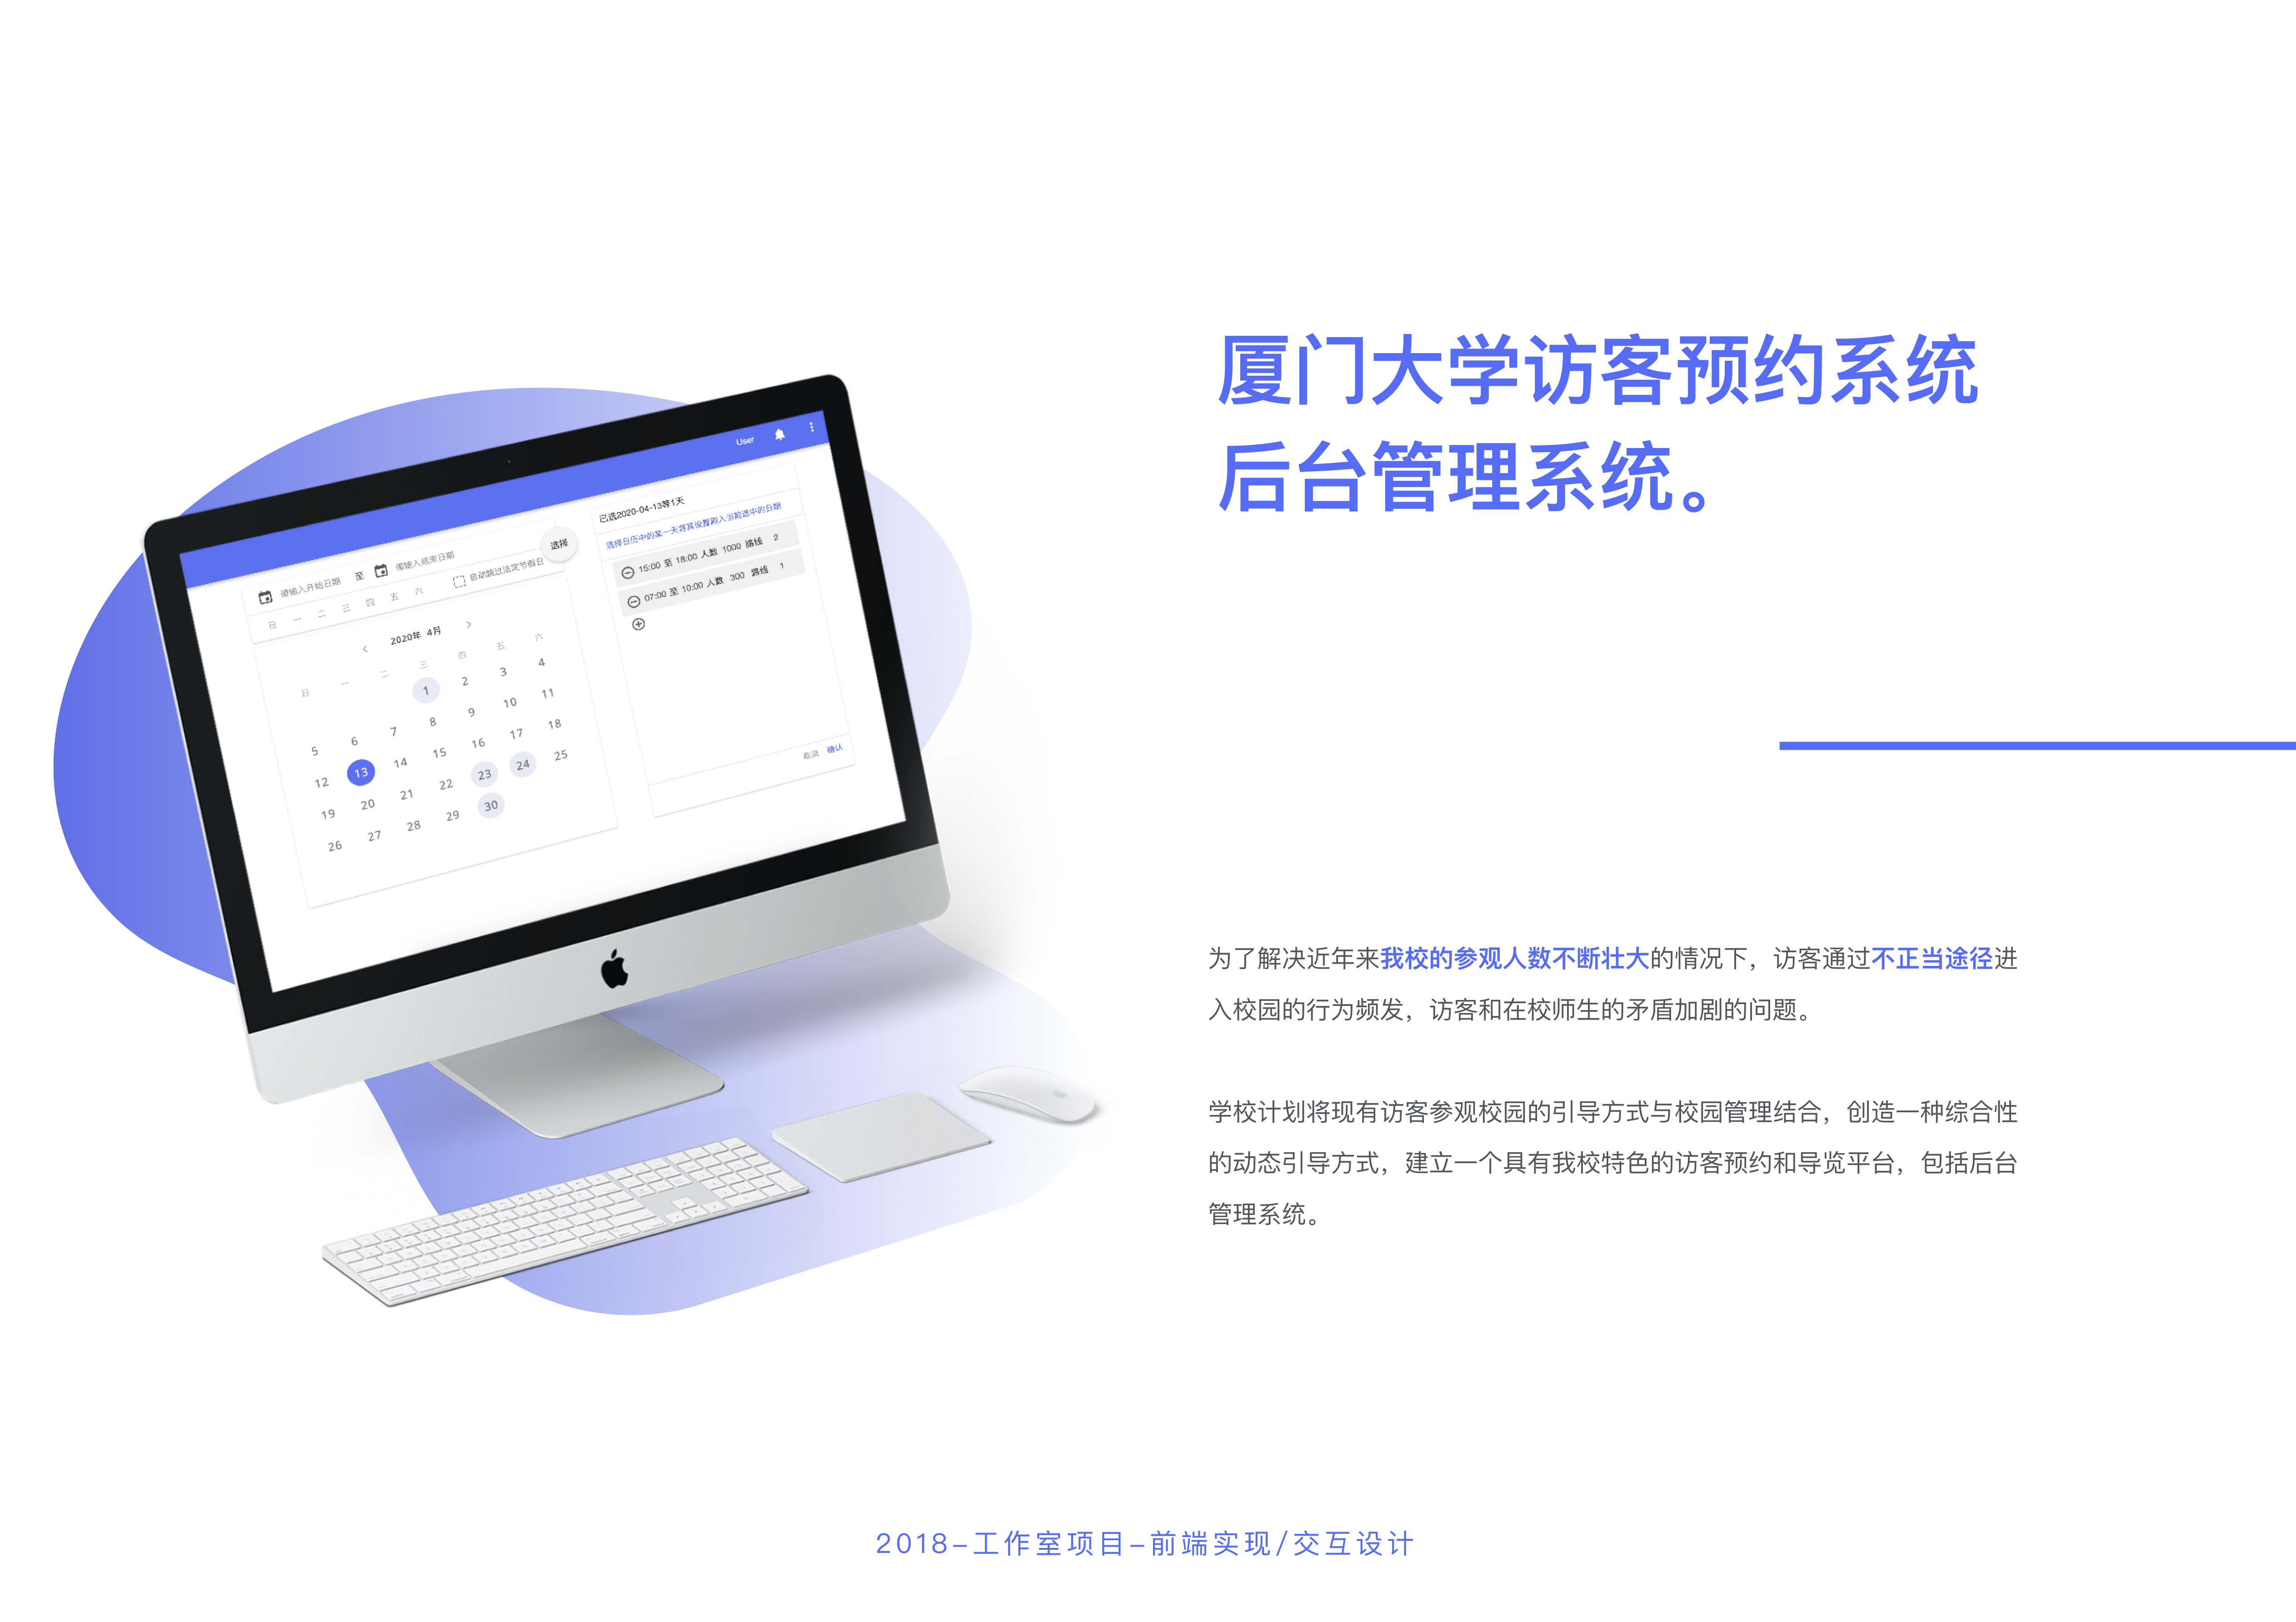 厦门大学访客预约系统
后台管理系统。
User
请输入开始日期 至 请输入结束日期
选择
日 一 二 三 四 五 六 自动跳过法定节假日
2020年 4月
日 一 二 三 四 五 六
1 2 3 4
5 6 7 8 9 10 11
12 13 14 15 16 17 18
19 20 21 22 23 24 25
26 27 28 29 30
已选2020-04-13等1天
选择日历中的某一天将其设置刷入当前选中的日期
15:00 至 18:00 人数 1000 路线 2
07:00 至 10:00 人数 300 路线 1
取消 确认
为了解决近年来我校的参观人数不断壮大的情况下，访客通过不正当途径进
入校园的行为频发，访客和在校师生的矛盾加剧的问题。
学校计划将现有访客参观校园的引导方式与校园管理结合，创造一种综合性
的动态引导方式，建立一个具有我校特色的访客预约和导览平台，包括后台
管理系统。
2018-工作室项目-前端实现/交互设计